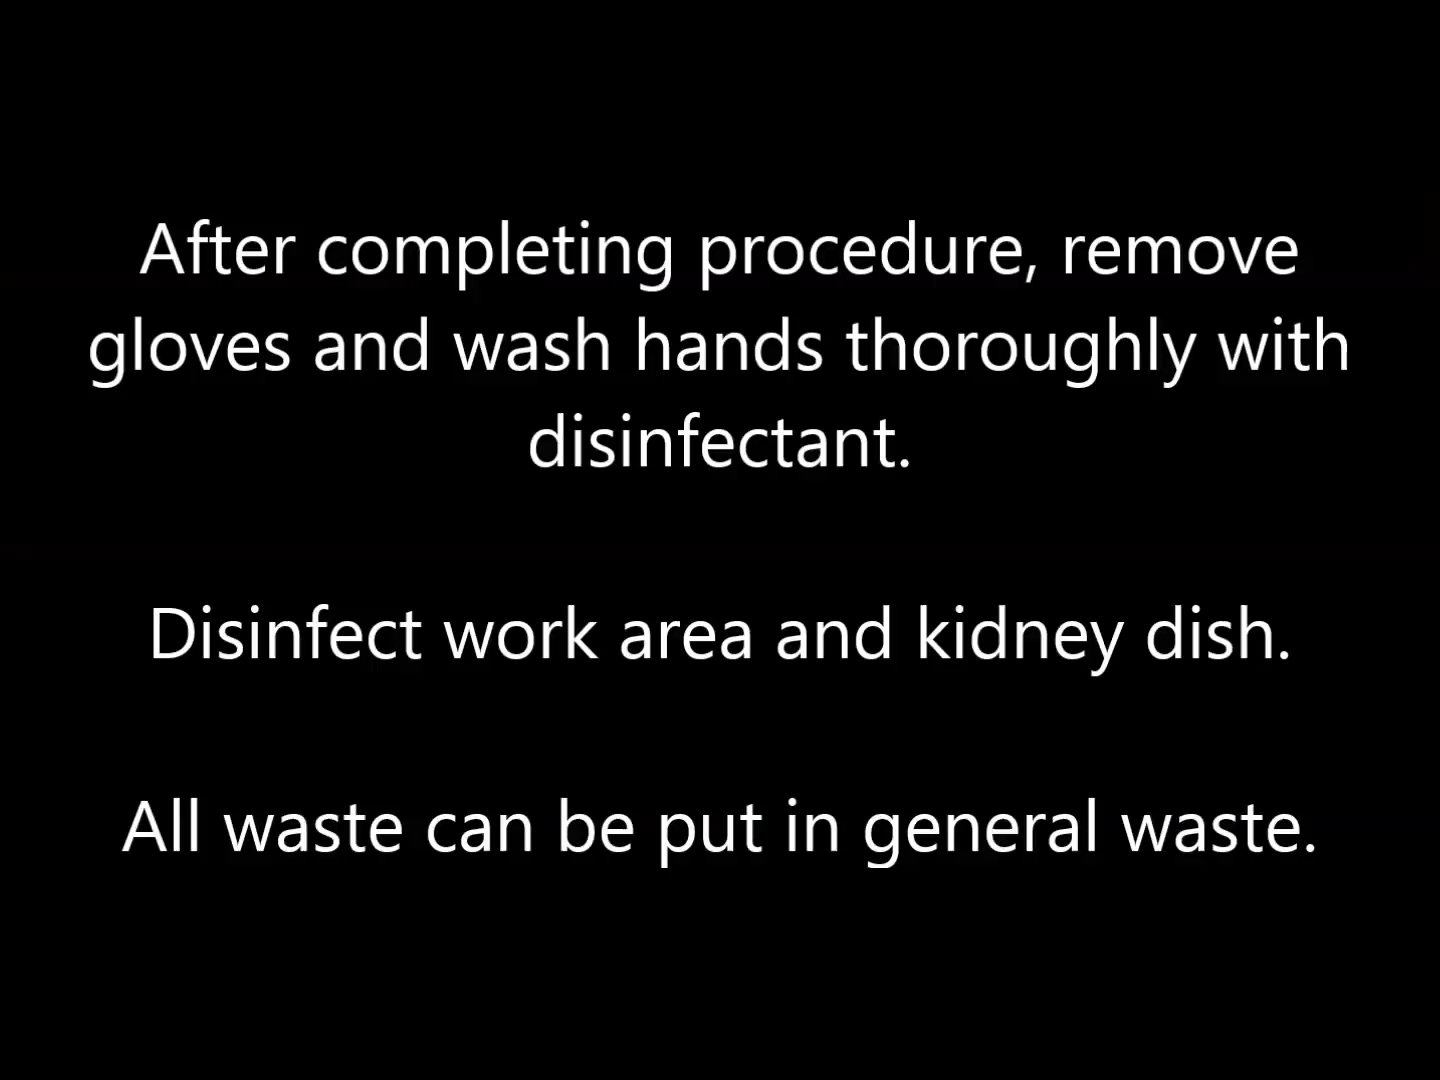 After completing procedure, remove
gloves and wash hands thoroughly with
disinfectant.
Disinfect work area and kidney dish.
All waste can be put in general waste.